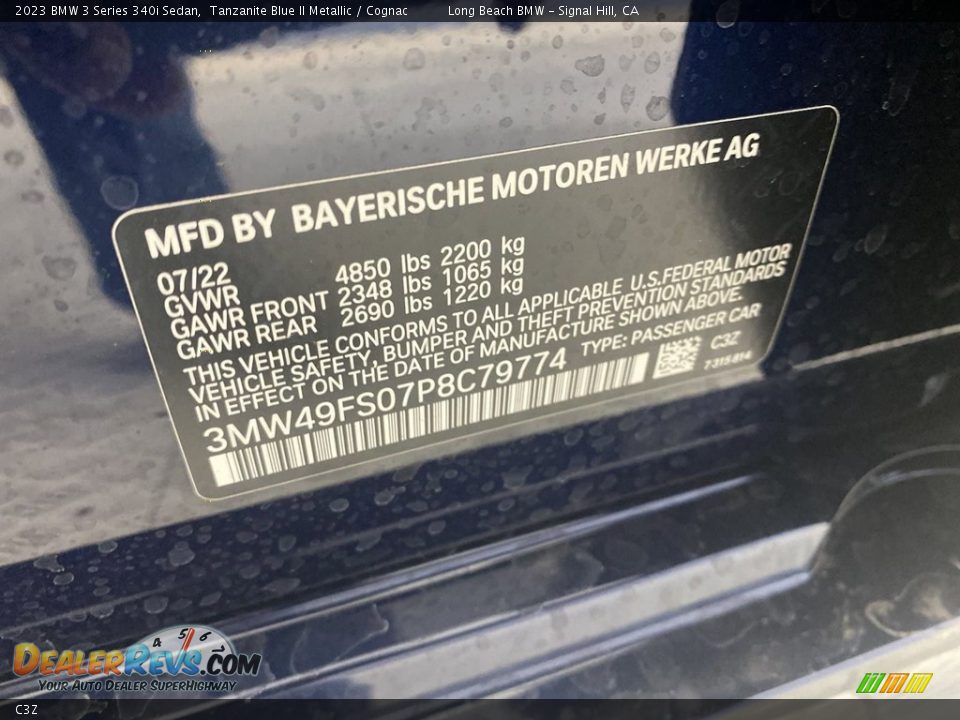 2023 BMW 3 Series 340i Sedan, Tanzanite Blue II Metallic / Cognac Long Beach BMW - Signal Hill, CA
MFD BY BAYERISCHE MOTOREN WERKE AG
07/22
GVWR 4850 lbs 2200 kg
GAWR FRONT 2348 lbs 1065 kg
GAWR REAR 2690 lbs 1220 kg
THIS VEHICLE CONFORMS TO ALL APPLICABLE U.S.FEDERAL MOTOR
VEHICLE SAFETY, BUMPER AND THEFT PREVENTION STANDARDS
IN EFFECT ON THE DATE OF MANUFACTURE SHOWN ABOVE.
3MW49FS07P8C79774 TYPE: PASSENGER CAR
C3Z
7315814
4 5 6
DEALERREVS.COM
YOUR AUTO DEALER SUPERHIGHWAY
C3Z